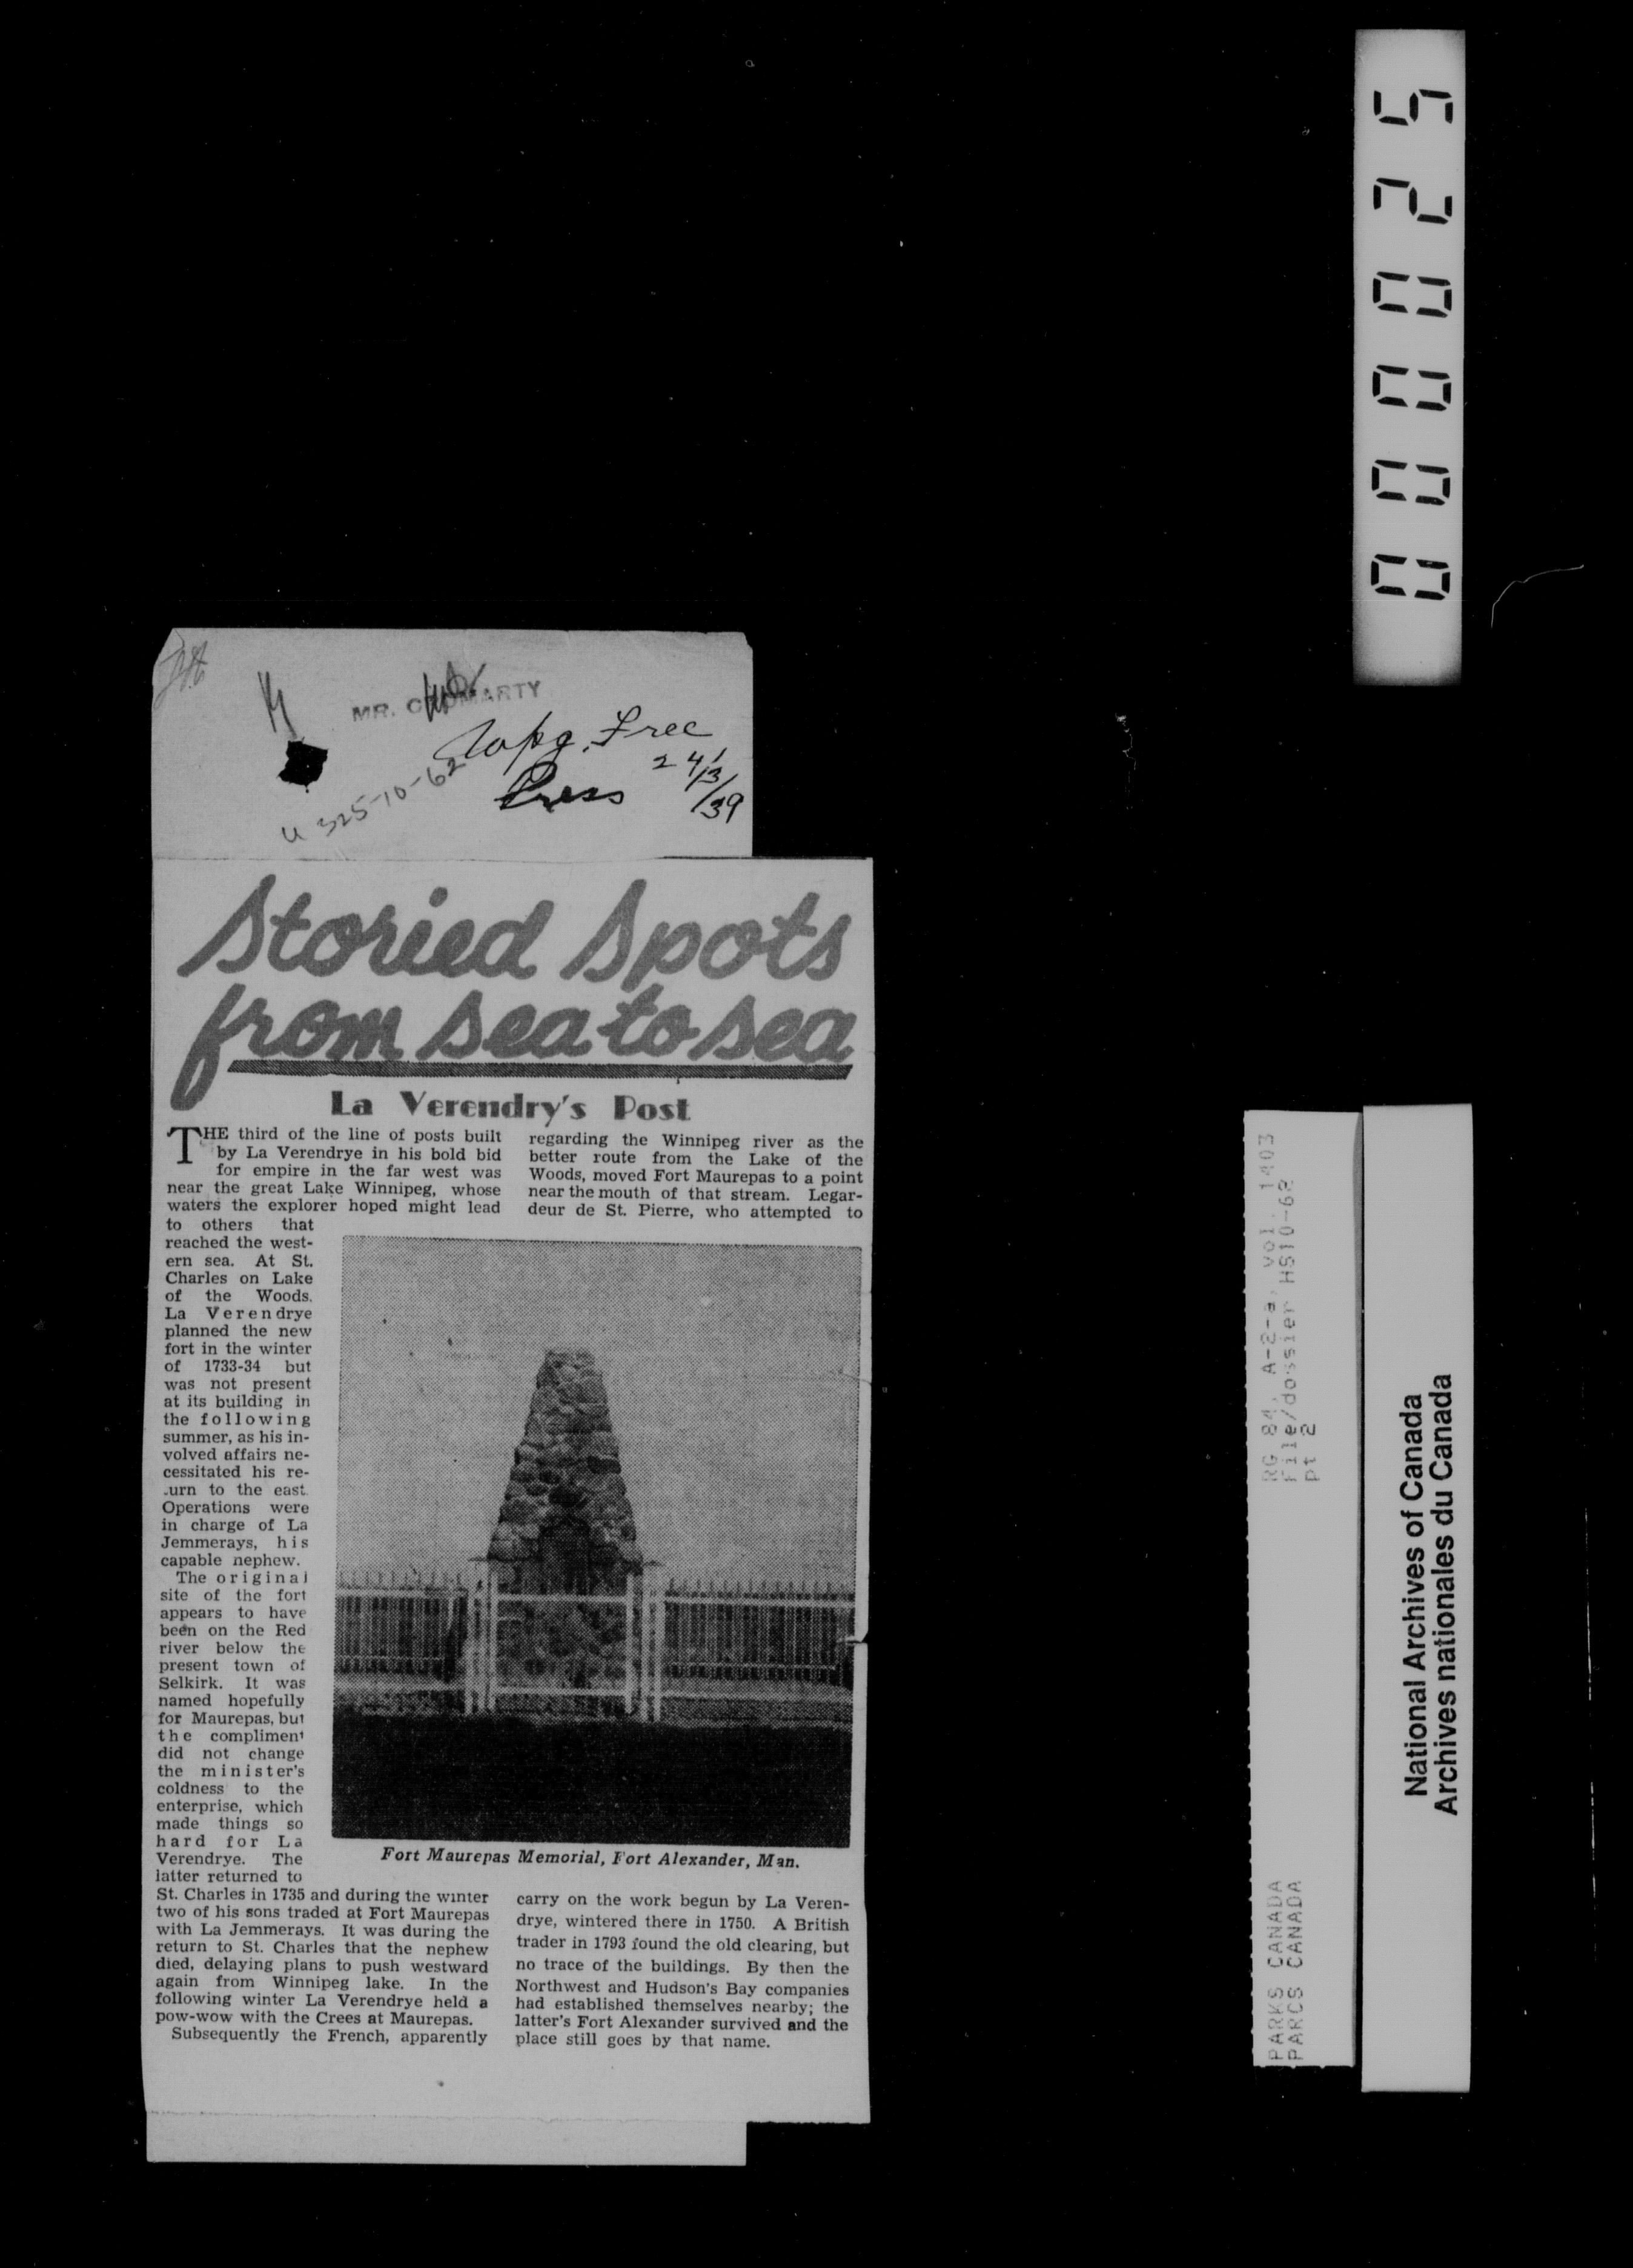 MR. CROMARTY
Wpg. Free
Press
24/3/39
U 325-10-62
Storied Spots
from sea to sea
La Verendry's Post
THE third of the line of posts built
by La Verendrye in his bold bid
for empire in the far west was
near the great Lake Winnipeg, whose
waters the explorer hoped might lead
to others that
reached the west-
ern sea. At St.
Charles on Lake
of the Woods.
La Verendrye
planned the new
fort in the winter
of 1733-34 but
was not present
at its building in
the following
summer, as his in-
volved affairs ne-
cessitated his re-
.urn to the east.
Operations were
in charge of La
Jemmerays, his
capable nephew.
The original
site of the fort
appears to have
been on the Red
river below the
present town of
Selkirk. It was
named hopefully
for Maurepas, but
the compliment
did not change
the minister's
coldness to the
enterprise, which
made things so
hard for La
Verendrye. The
latter returned to
St. Charles in 1735 and during the winter
two of his sons traded at Fort Maurepas
with La Jemmerays. It was during the
return to St. Charles that the nephew
died, delaying plans to push westward
again from Winnipeg lake. In the
following winter La Verendrye held a
pow-wow with the Crees at Maurepas.
Subsequently the French, apparently
regarding the Winnipeg river as the
better route from the Lake of the
Woods, moved Fort Maurepas to a point
near the mouth of that stream. Legar-
deur de St. Pierre, who attempted to
Fort Maurepas Memorial, Fort Alexander, Man.
carry on the work begun by La Veren-
drye, wintered there in 1750. A British
trader in 1793 found the old clearing, but
no trace of the buildings. By then the
Northwest and Hudson's Bay companies
had established themselves nearby; the
latter's Fort Alexander survived and the
place still goes by that name.
000025
RG 84, A-2-a, vol. 1403
File/dossier HS10-62
pt 2
PARKS CANADA
PARCS CANADA
National Archives of Canada
Archives nationales du Canada